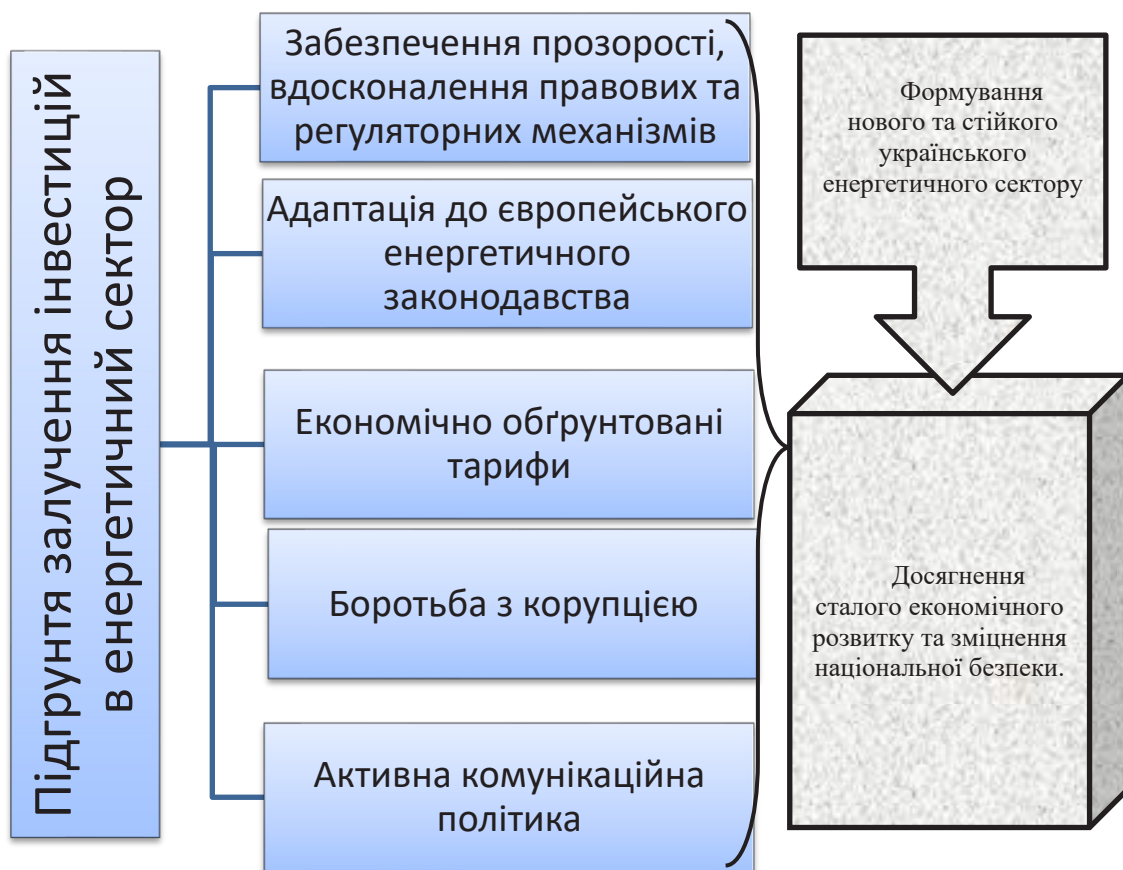 Підґрунтя залучення інвестицій
в енергетичний сектор
Забезпечення прозорості,
вдосконалення правових та
регуляторних механізмів
Адаптація до європейського
енергетичного
законодавства
Економічно обґрунтовані
тарифи
Боротьба з корупцією
Активна комунікаційна
політика
Формування
нового та стійкого
українського
енергетичного сектору
Досягнення
сталого економічного
розвитку та зміцнення
національної безпеки.